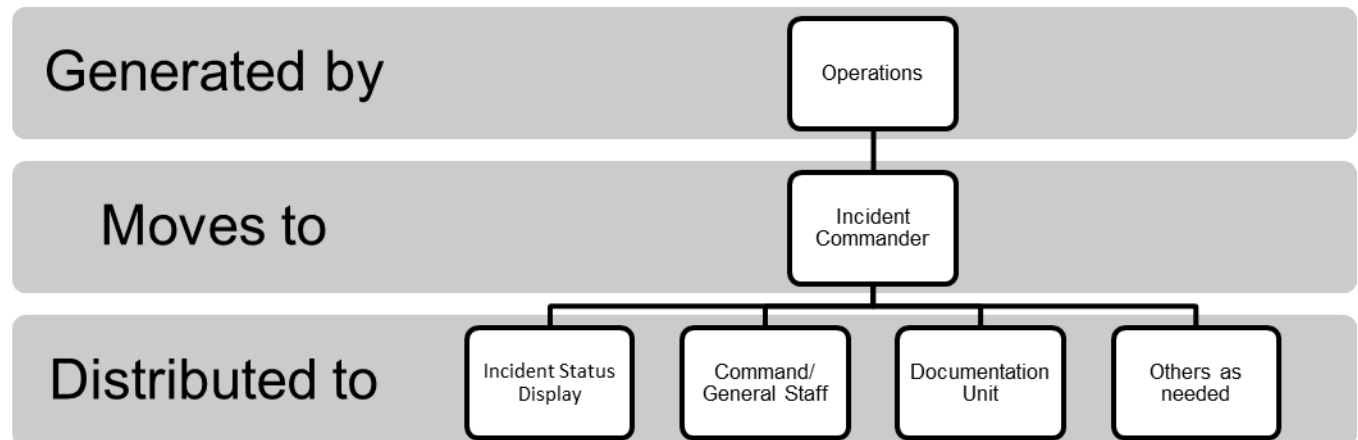 Generated by
Operations
Moves to
Incident
Commander
Distributed to
Incident Status
Display
Command/
General Staff
Documentation
Unit
Others as
needed